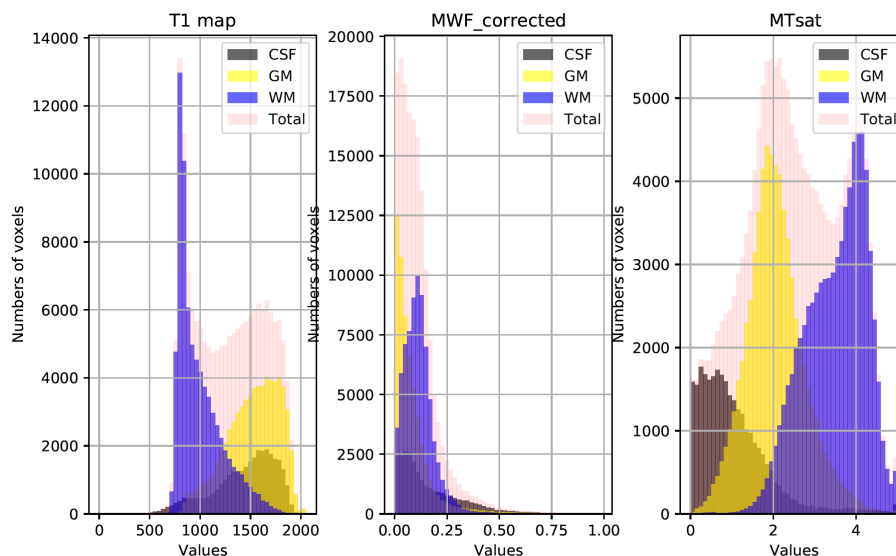 T1 map
14000
12000
10000
8000
6000
4000
2000
0
Numbers of voxels
0 500 1000 1500 2000
Values
CSF
GM
WM
Total
MWF_corrected
20000
17500
15000
12500
10000
7500
5000
2500
0
Numbers of voxels
0.00 0.25 0.50 0.75 1.00
Values
CSF
GM
WM
Total
MTsat
5000
4000
3000
2000
1000
0
Numbers of voxels
0 2 4
Values
CSF
GM
WM
Total